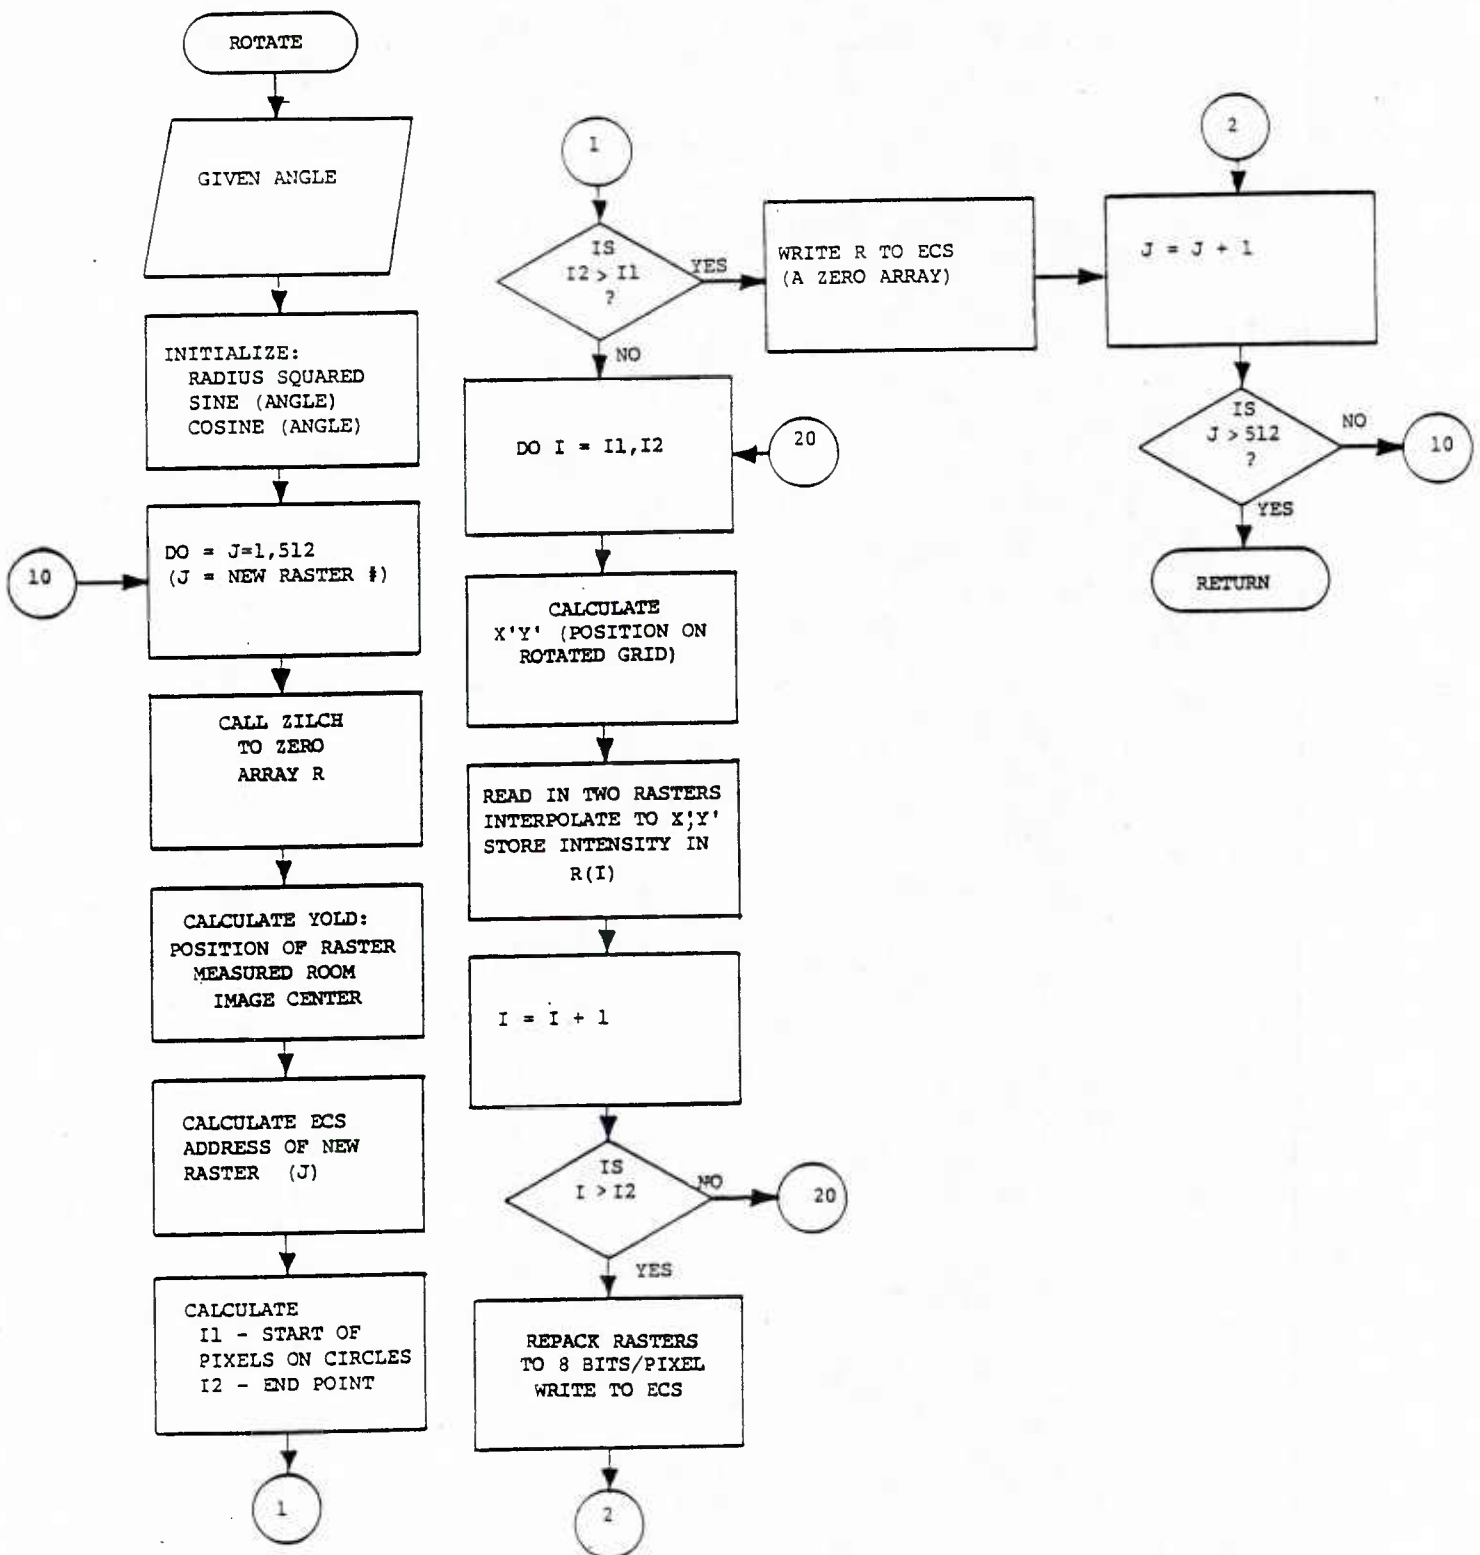 ROTATE
GIVEN ANGLE
INITIALIZE:
RADIUS SQUARED
SINE (ANGLE)
COSINE (ANGLE)
10
DO = J=1,512
(J = NEW RASTER #)
CALL ZILCH
TO ZERO
ARRAY R
CALCULATE YOLD:
POSITION OF RASTER
MEASURED ROOM
IMAGE CENTER
CALCULATE ECS
ADDRESS OF NEW
RASTER (J)
CALCULATE
I1 - START OF
PIXELS ON CIRCLES
I2 - END POINT
1
1
IS
I2 > I1
?
YES
NO
DO I = I1,I2
20
CALCULATE
X'Y' (POSITION ON
ROTATED GRID)
READ IN TWO RASTERS
INTERPOLATE TO X',Y'
STORE INTENSITY IN
R(I)
I = I + 1
IS
I > I2
NO
20
YES
REPACK RASTERS
TO 8 BITS/PIXEL
WRITE TO ECS
2
WRITE R TO ECS
(A ZERO ARRAY)
2
J = J + 1
IS
J > 512
?
NO
10
YES
RETURN